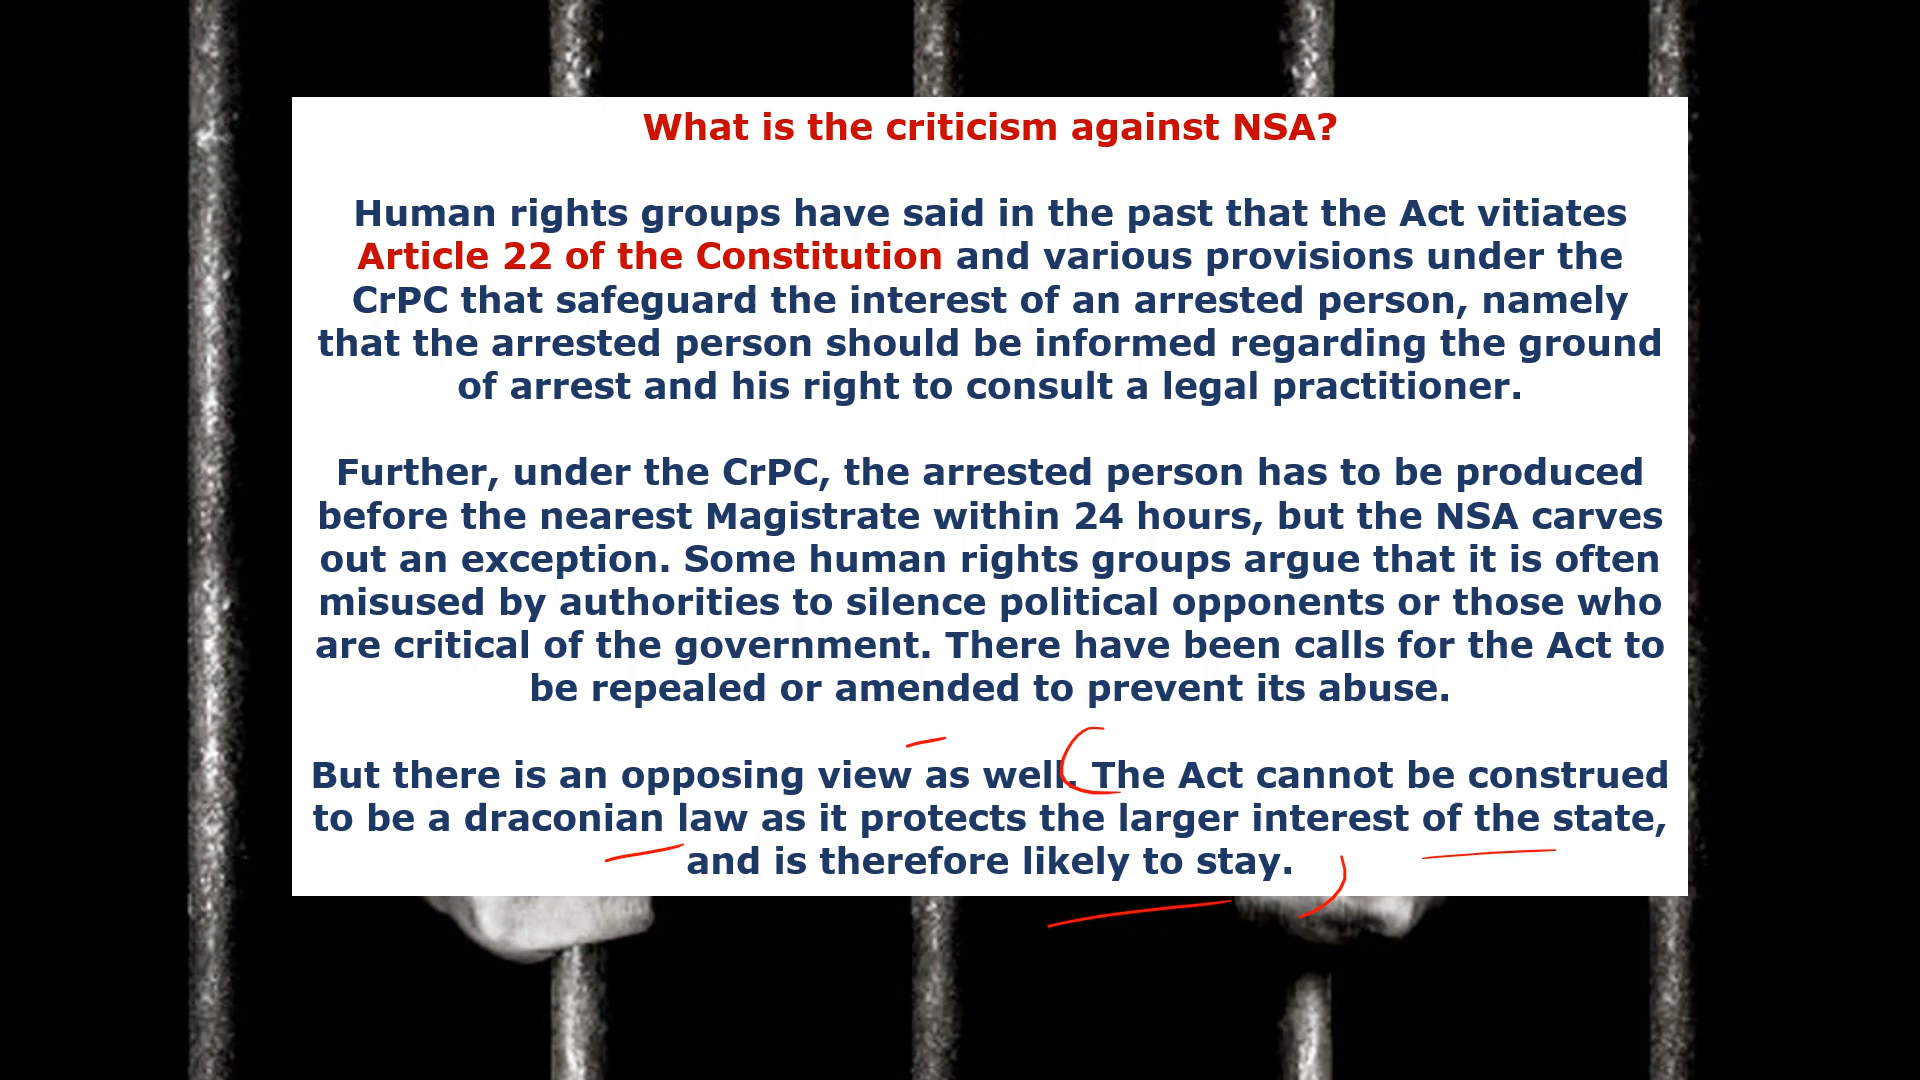 What is the criticism against NSA?
Human rights groups have said in the past that the Act vitiates
Article 22 of the Constitution and various provisions under the
CrPC that safeguard the interest of an arrested person, namely
that the arrested person should be informed regarding the ground
of arrest and his right to consult a legal practitioner.
Further, under the CrPC, the arrested person has to be produced
before the nearest Magistrate within 24 hours, but the NSA carves
out an exception. Some human rights groups argue that it is often
misused by authorities to silence political opponents or those who
are critical of the government. There have been calls for the Act to
be repealed or amended to prevent its abuse.
But there is an opposing view as well. The Act cannot be construed
to be a draconian law as it protects the larger interest of the state,
and is therefore likely to stay.